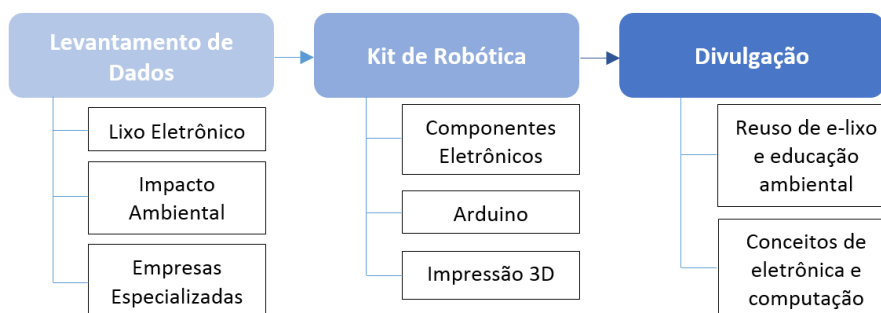 Levantamento de
Dados
Lixo Eletrônico
Impacto
Ambiental
Empresas
Especializadas
Kit de Robótica
Componentes
Eletrônicos
Arduino
Impressão 3D
Divulgação
Reuso de e-lixo
e educação
ambiental
Conceitos de
eletrônica e
computação